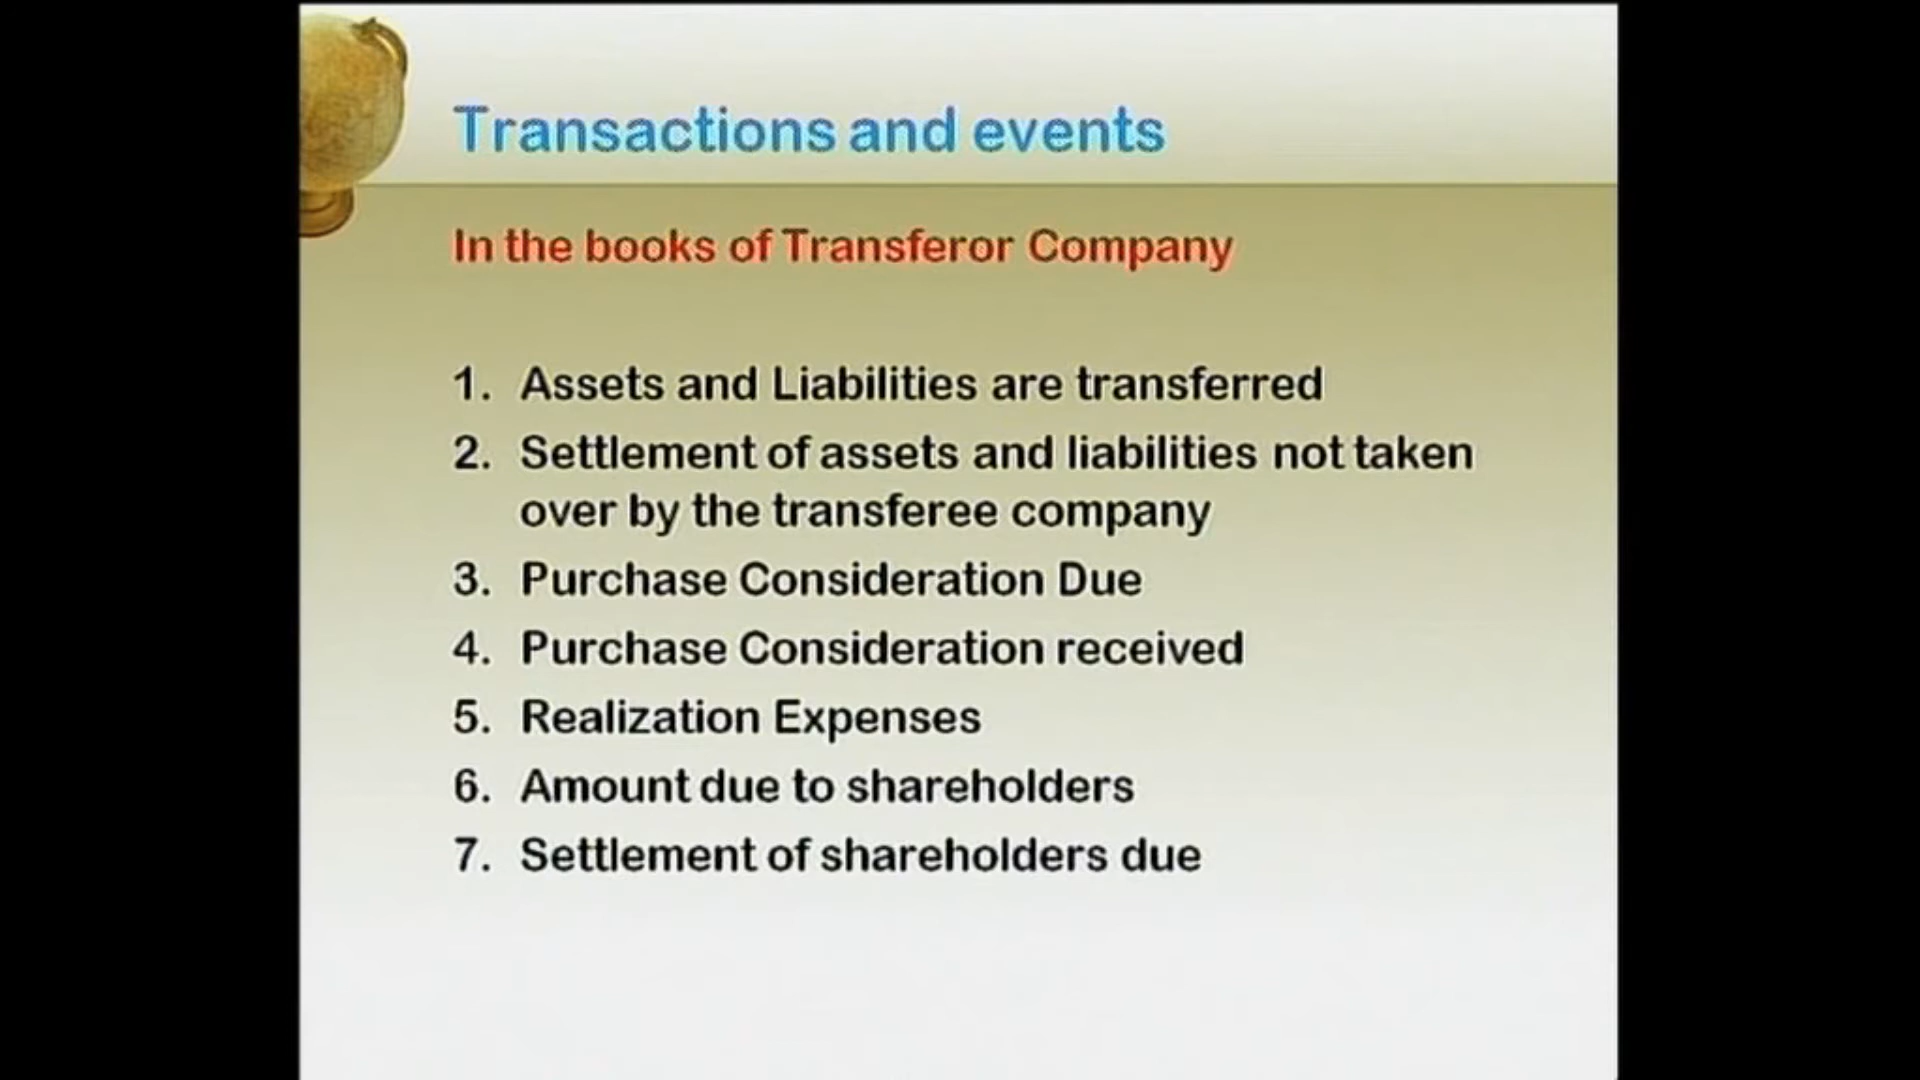 Transactions and events
In the books of Transferor Company
1. Assets and Liabilities are transferred
2. Settlement of assets and liabilities not taken
over by the transferee company
3. Purchase Consideration Due
4. Purchase Consideration received
5. Realization Expenses
6. Amount due to shareholders
7. Settlement of shareholders due